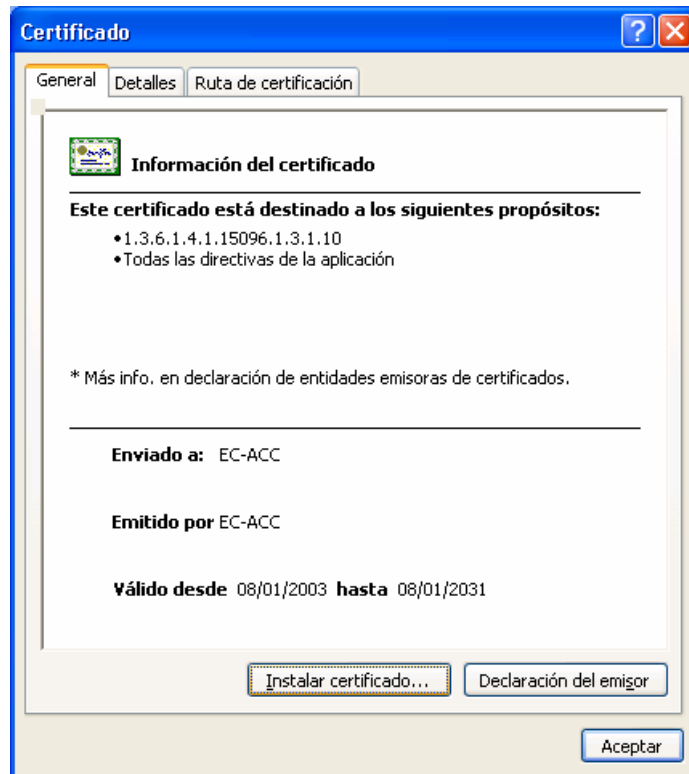 Certificado
General Detalles Ruta de certificación
Información del certificado
Este certificado está destinado a los siguientes propósitos:
•1.3.6.1.4.1.15096.1.3.1.10
•Todas las directivas de la aplicación
* Más info. en declaración de entidades emisoras de certificados.
Enviado a: EC-ACC
Emitido por EC-ACC
Válido desde 08/01/2003 hasta 08/01/2031
Instalar certificado... Declaración del emisor
Aceptar